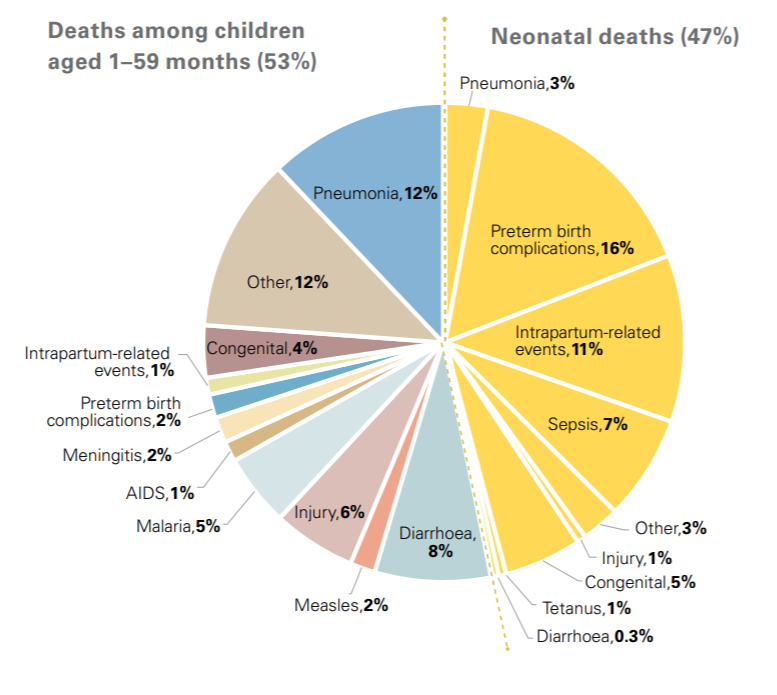 Deaths among children
aged 1–59 months (53%)
Neonatal deaths (47%)
Pneumonia,3%
Pneumonia,12%
Preterm birth
complications,16%
Other,12%
Intrapartum-related
events,11%
Congenital,4%
Intrapartum-related
events,1%
Preterm birth
complications,2%
Sepsis,7%
Meningitis,2%
AIDS,1%
Malaria,5%
Injury,6%
Diarrhoea,
8%
Other,3%
Injury,1%
Congenital,5%
Measles,2%
Tetanus,1%
Diarrhoea,0.3%